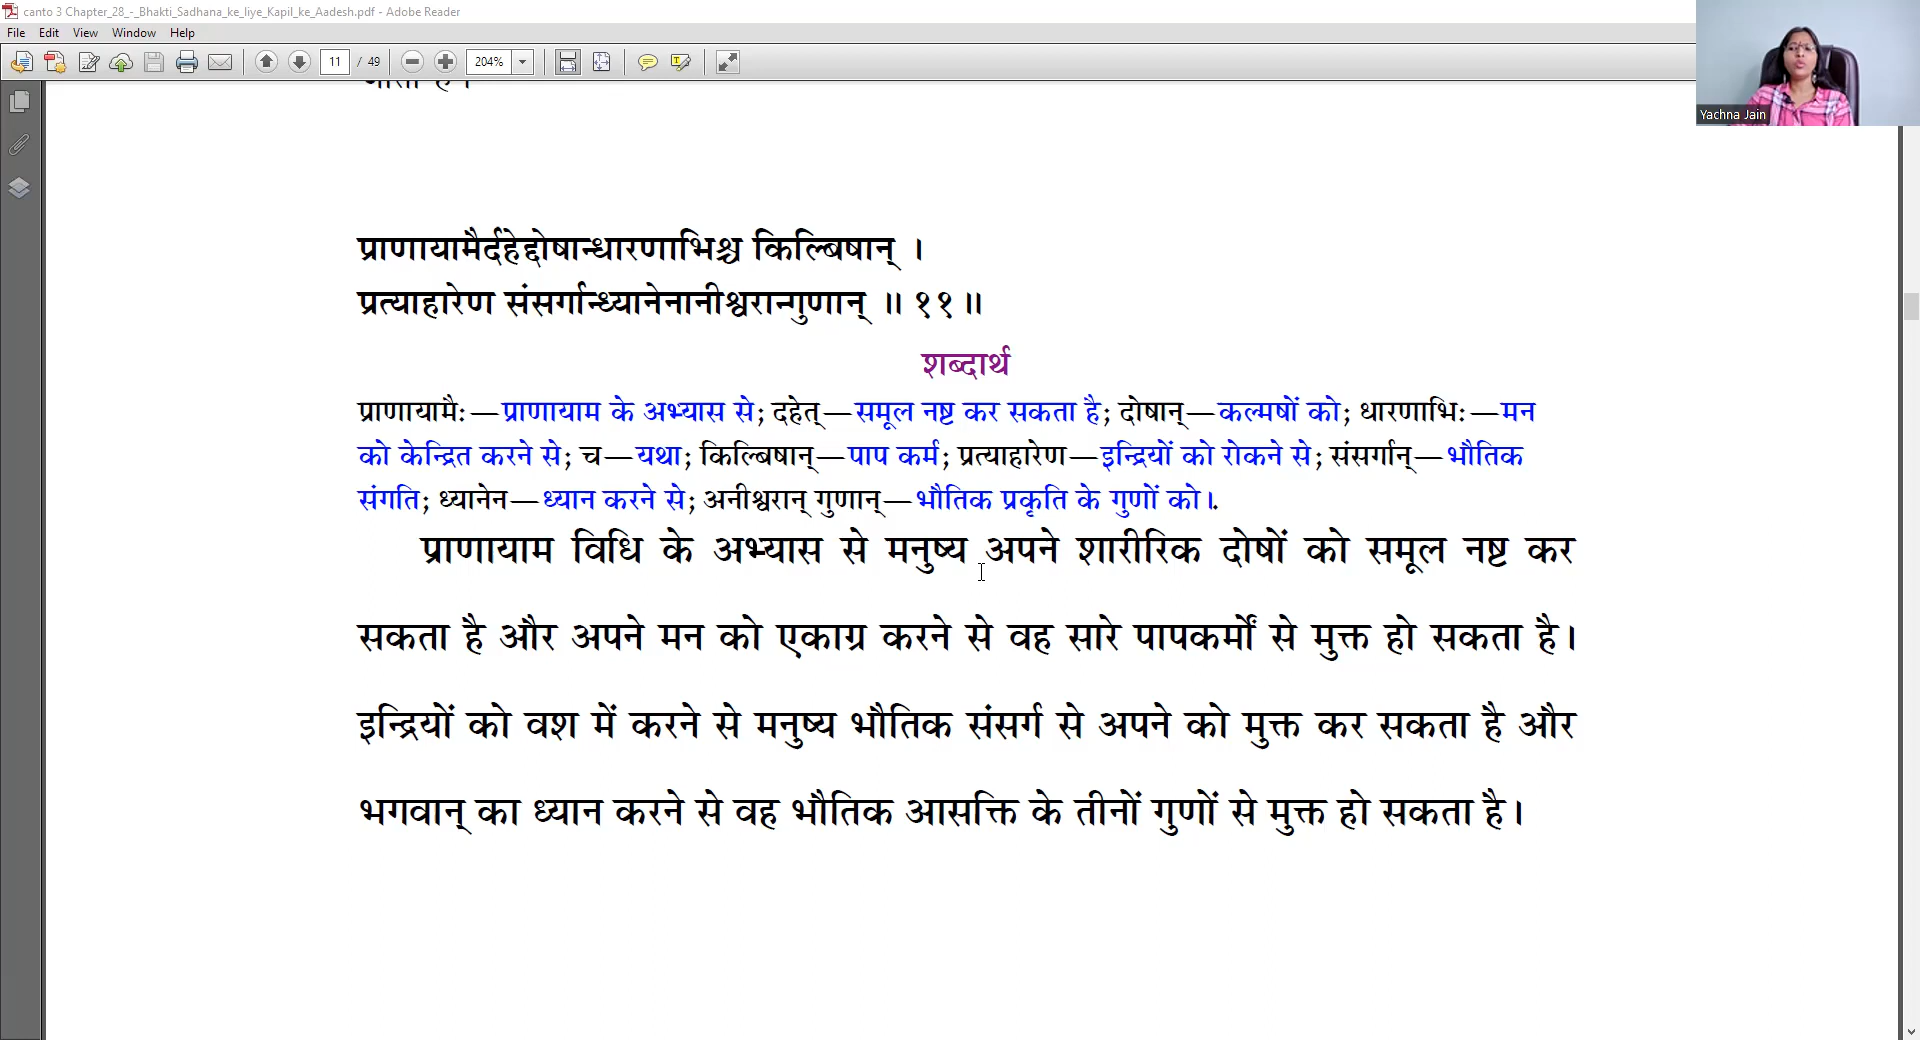 canto 3 Chapter_28_-_Bhakti_Sadhana_ke_liye_Kapil_ke_Aadesh.pdf - Adobe Reader
File Edit View Window Help
11 / 49 204%
Yachna Jain
प्राणायामैर्दहेद्दोषान्धारणाभिश्च किल्बिषान् ।
प्रत्याहारेण संसर्गान्ध्यानेनानीश्वरान्गुणान् ॥ ११॥
शब्दार्थ
प्राणायामैः—प्राणायाम के अभ्यास से; दहेत्—समूल नष्ट कर सकता है; दोषान्—कल्मषों को; धारणाभिः—मन
को केन्द्रित करने से; च—यथा; किल्बिषान्—पाप कर्म; प्रत्याहारेण—इन्द्रियों को रोकने से; संसर्गान्—भौतिक
संगति; ध्यानेन—ध्यान करने से; अनीश्वरान् गुणान्—भौतिक प्रकृति के गुणों को।.
प्राणायाम विधि के अभ्यास से मनुष्य अपने शारीरिक दोषों को समूल नष्ट कर
सकता है और अपने मन को एकाग्र करने से वह सारे पापकर्मों से मुक्त हो सकता है।
इन्द्रियों को वश में करने से मनुष्य भौतिक संसर्ग से अपने को मुक्त कर सकता है और
भगवान् का ध्यान करने से वह भौतिक आसक्ति के तीनों गुणों से मुक्त हो सकता है।